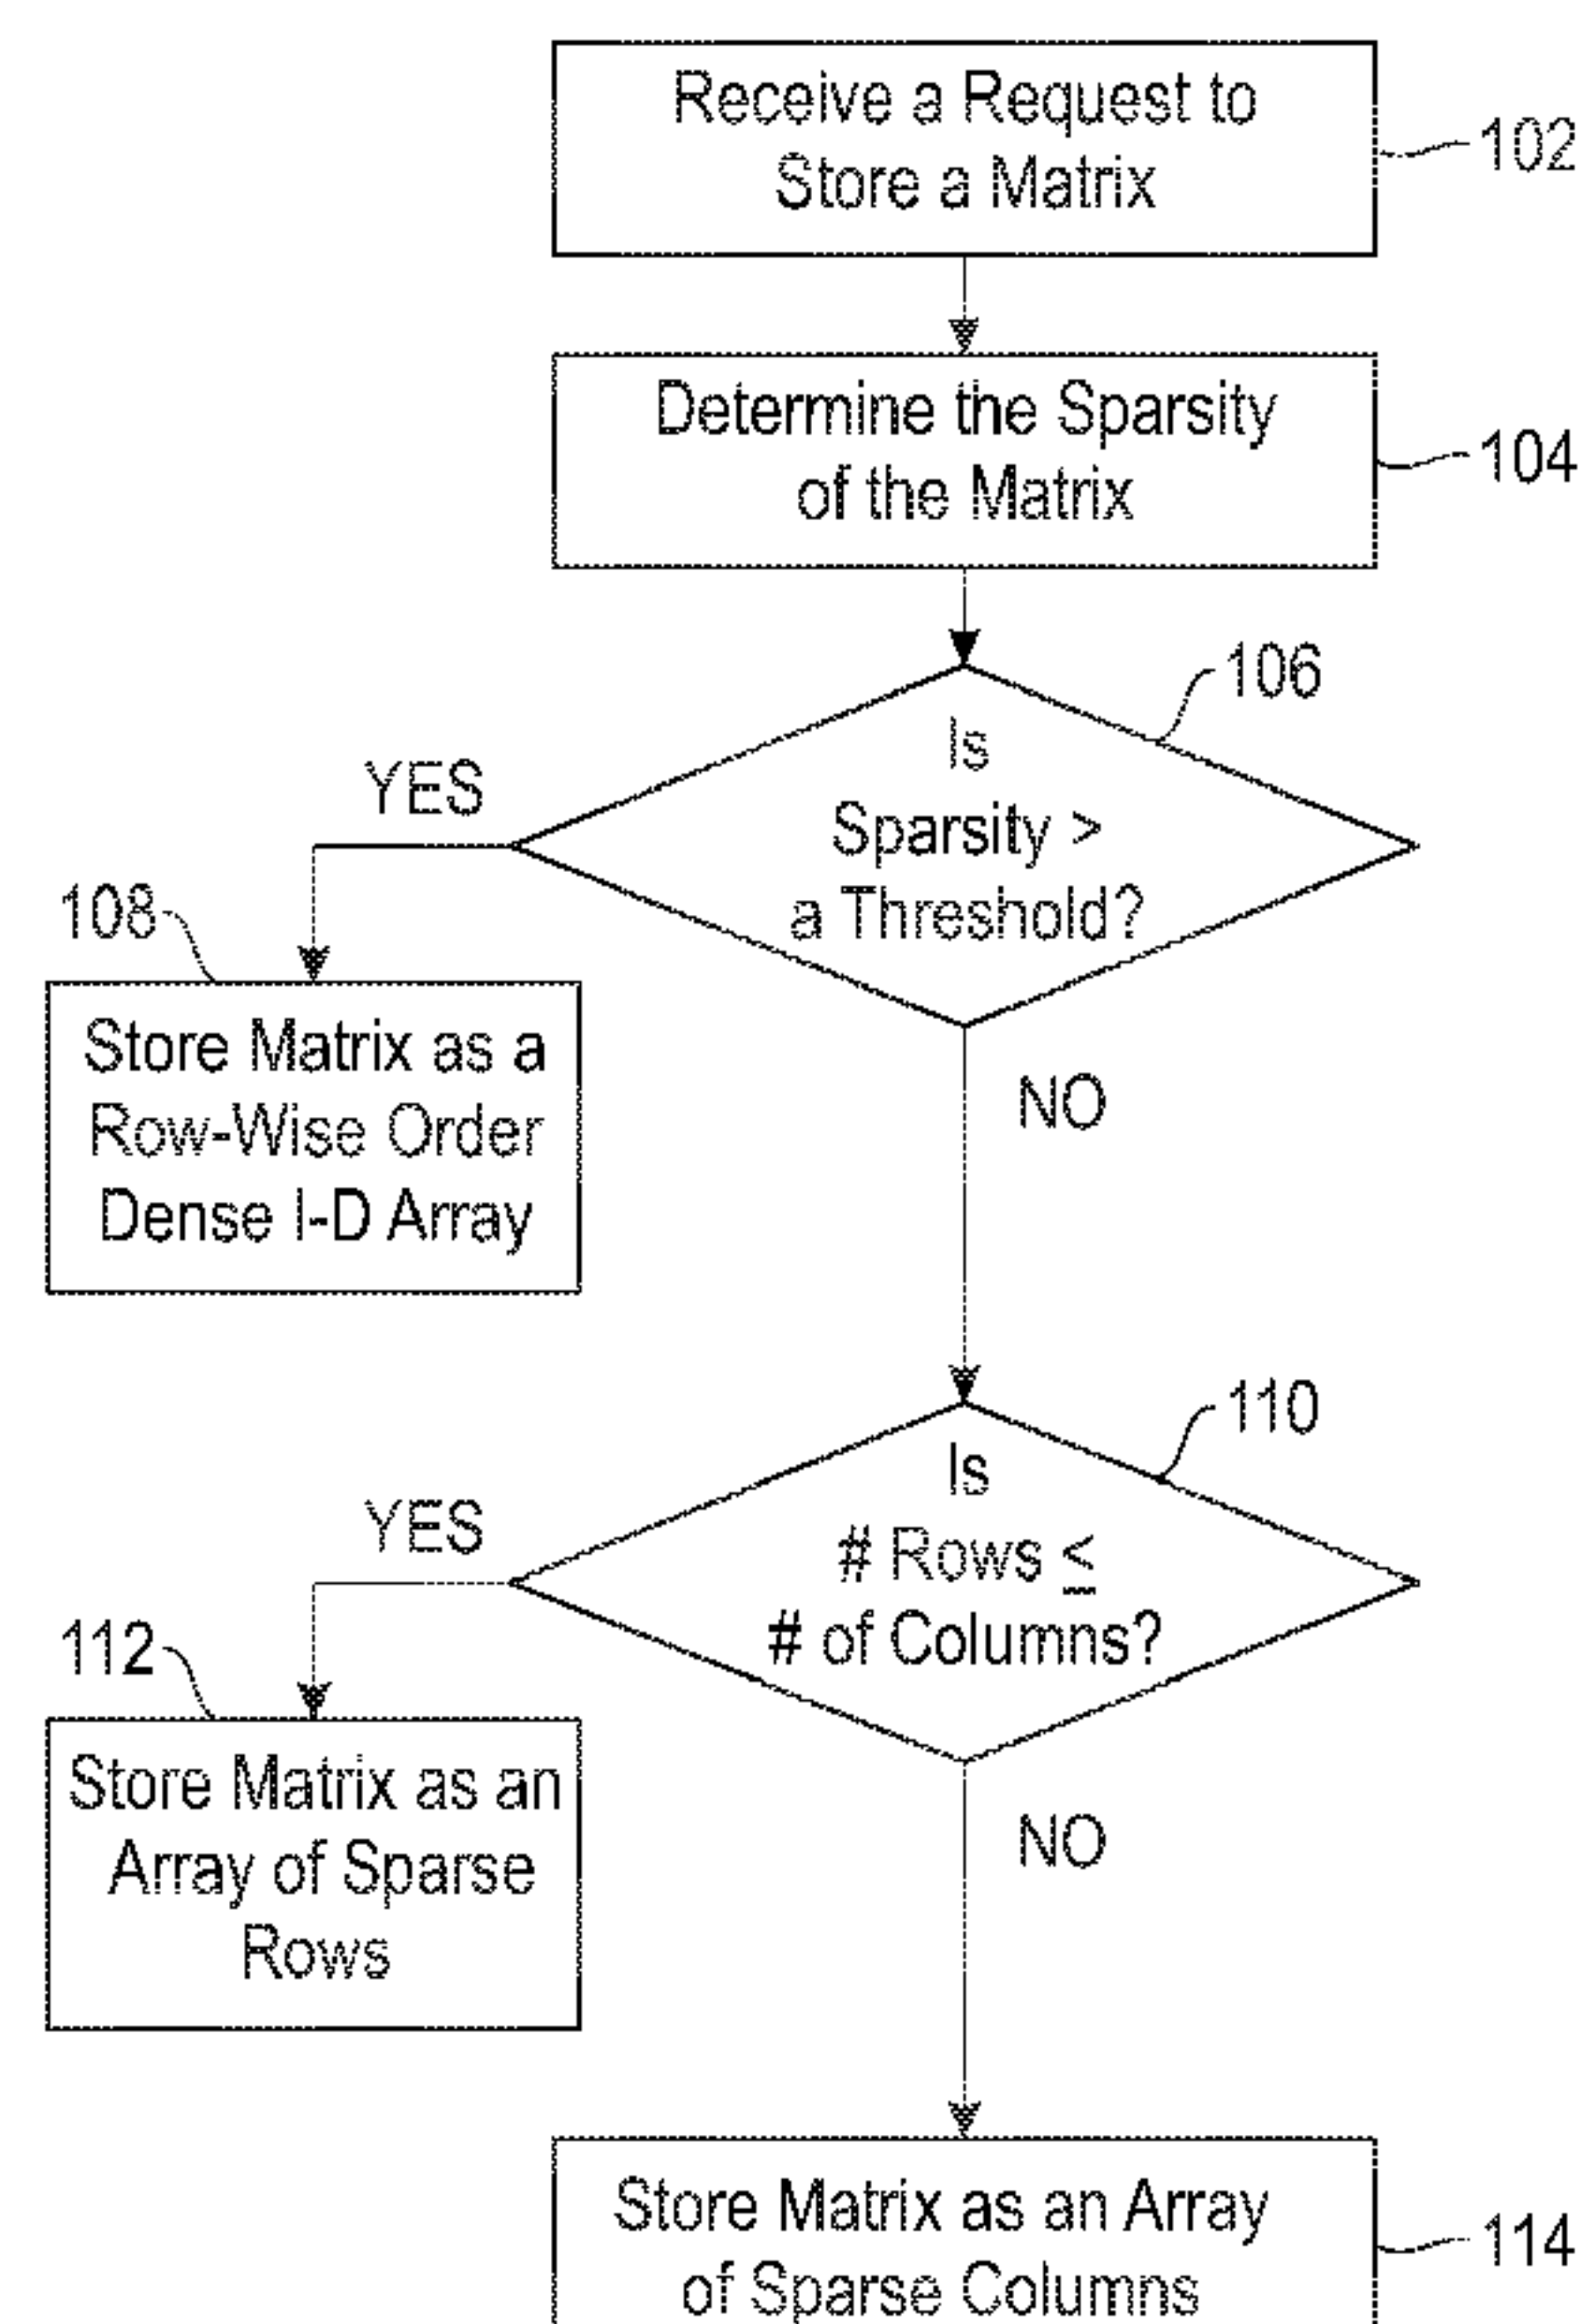 Receive a Request to
Store a Matrix
102
Determine the Sparsity
of the Matrix
104
106
Is
Sparsity >
a Threshold?
YES
108
Store Matrix as a
Row-Wise Order
Dense I-D Array
NO
110
Is
# Rows ≤
# of Columns?
YES
112
Store Matrix as an
Array of Sparse
Rows
NO
Store Matrix as an Array
of Sparse Columns
114